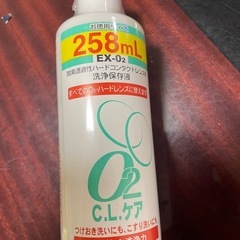 お徳用サイズ
258mL
EX-O₂
酸素透過性ハードコンタクトレンズ
洗浄保存液
すべてのO₂ハードレンズに使えます
O₂
C.L.ケア
つけおき洗いにも、こすり洗いにも